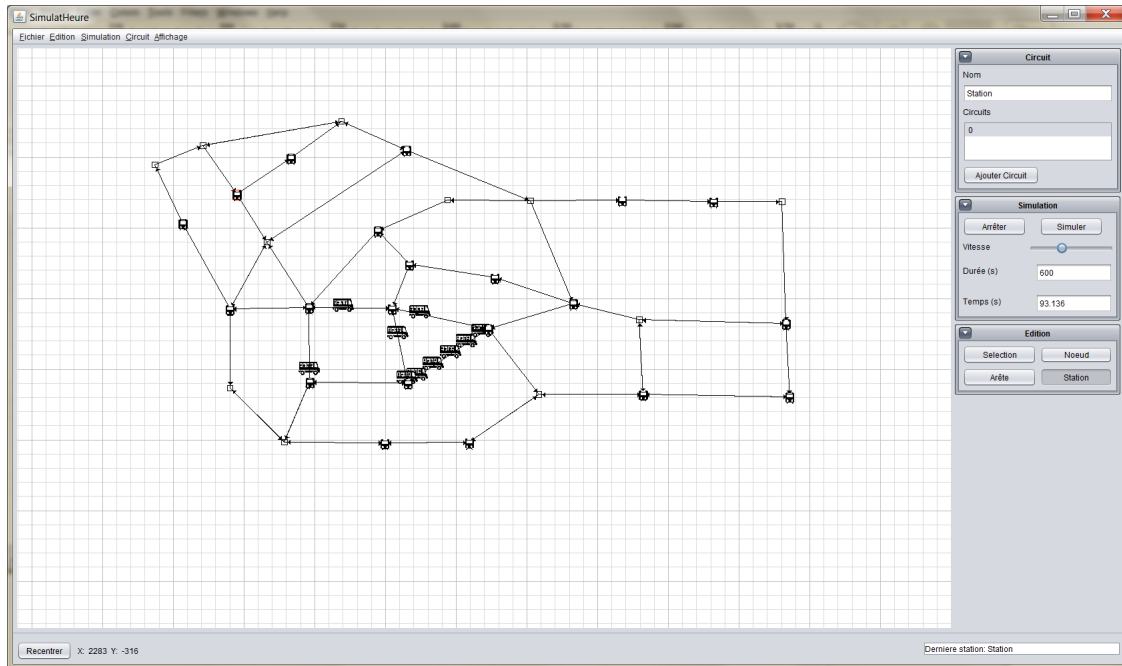 SimulatHeure
Fichier Edition Simulation Circuit Affichage
Circuit
Nom
Station
Circuits
0
Ajouter Circuit
Simulation
Arrêter Simuler
Vitesse
Durée (s) 600
Temps (s) 93.136
Edition
Selection Noeud
Arête Station
Recentrer X: 2283 Y: -316
Derniere station: Station